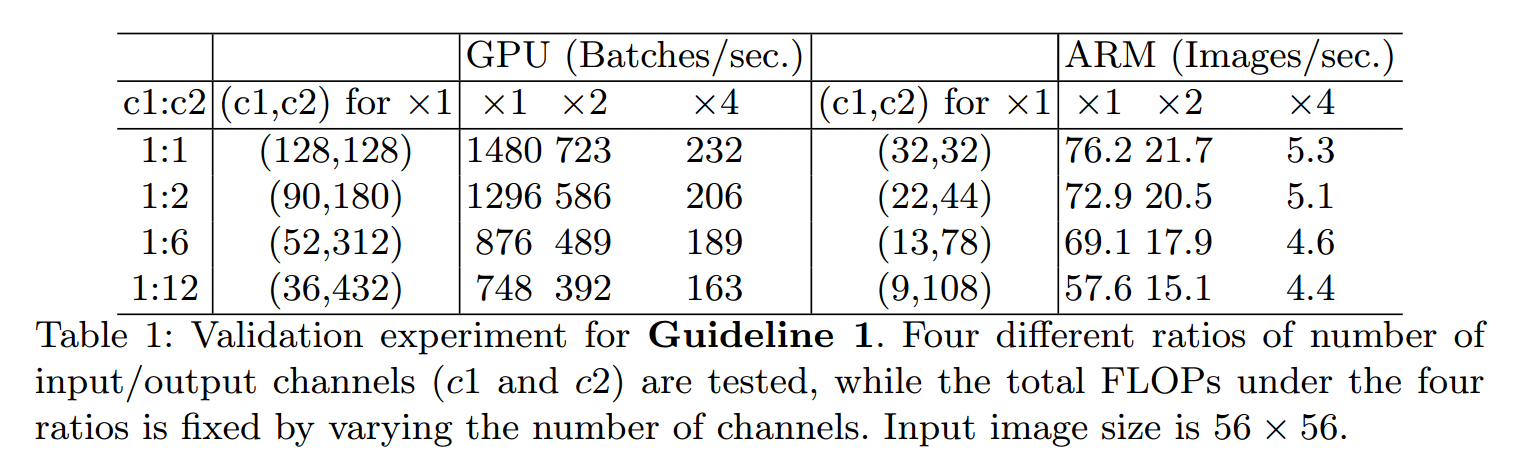 GPU (Batches/sec.) ARM (Images/sec.)
c1:c2 (c1,c2) for ×1 ×1 ×2 ×4 (c1,c2) for ×1 ×1 ×2 ×4
1:1 (128,128) 1480 723 232 (32,32) 76.2 21.7 5.3
1:2 (90,180) 1296 586 206 (22,44) 72.9 20.5 5.1
1:6 (52,312) 876 489 189 (13,78) 69.1 17.9 4.6
1:12 (36,432) 748 392 163 (9,108) 57.6 15.1 4.4
Table 1: Validation experiment for Guideline 1. Four different ratios of number of
input/output channels (c1 and c2) are tested, while the total FLOPs under the four
ratios is fixed by varying the number of channels. Input image size is 56 × 56.